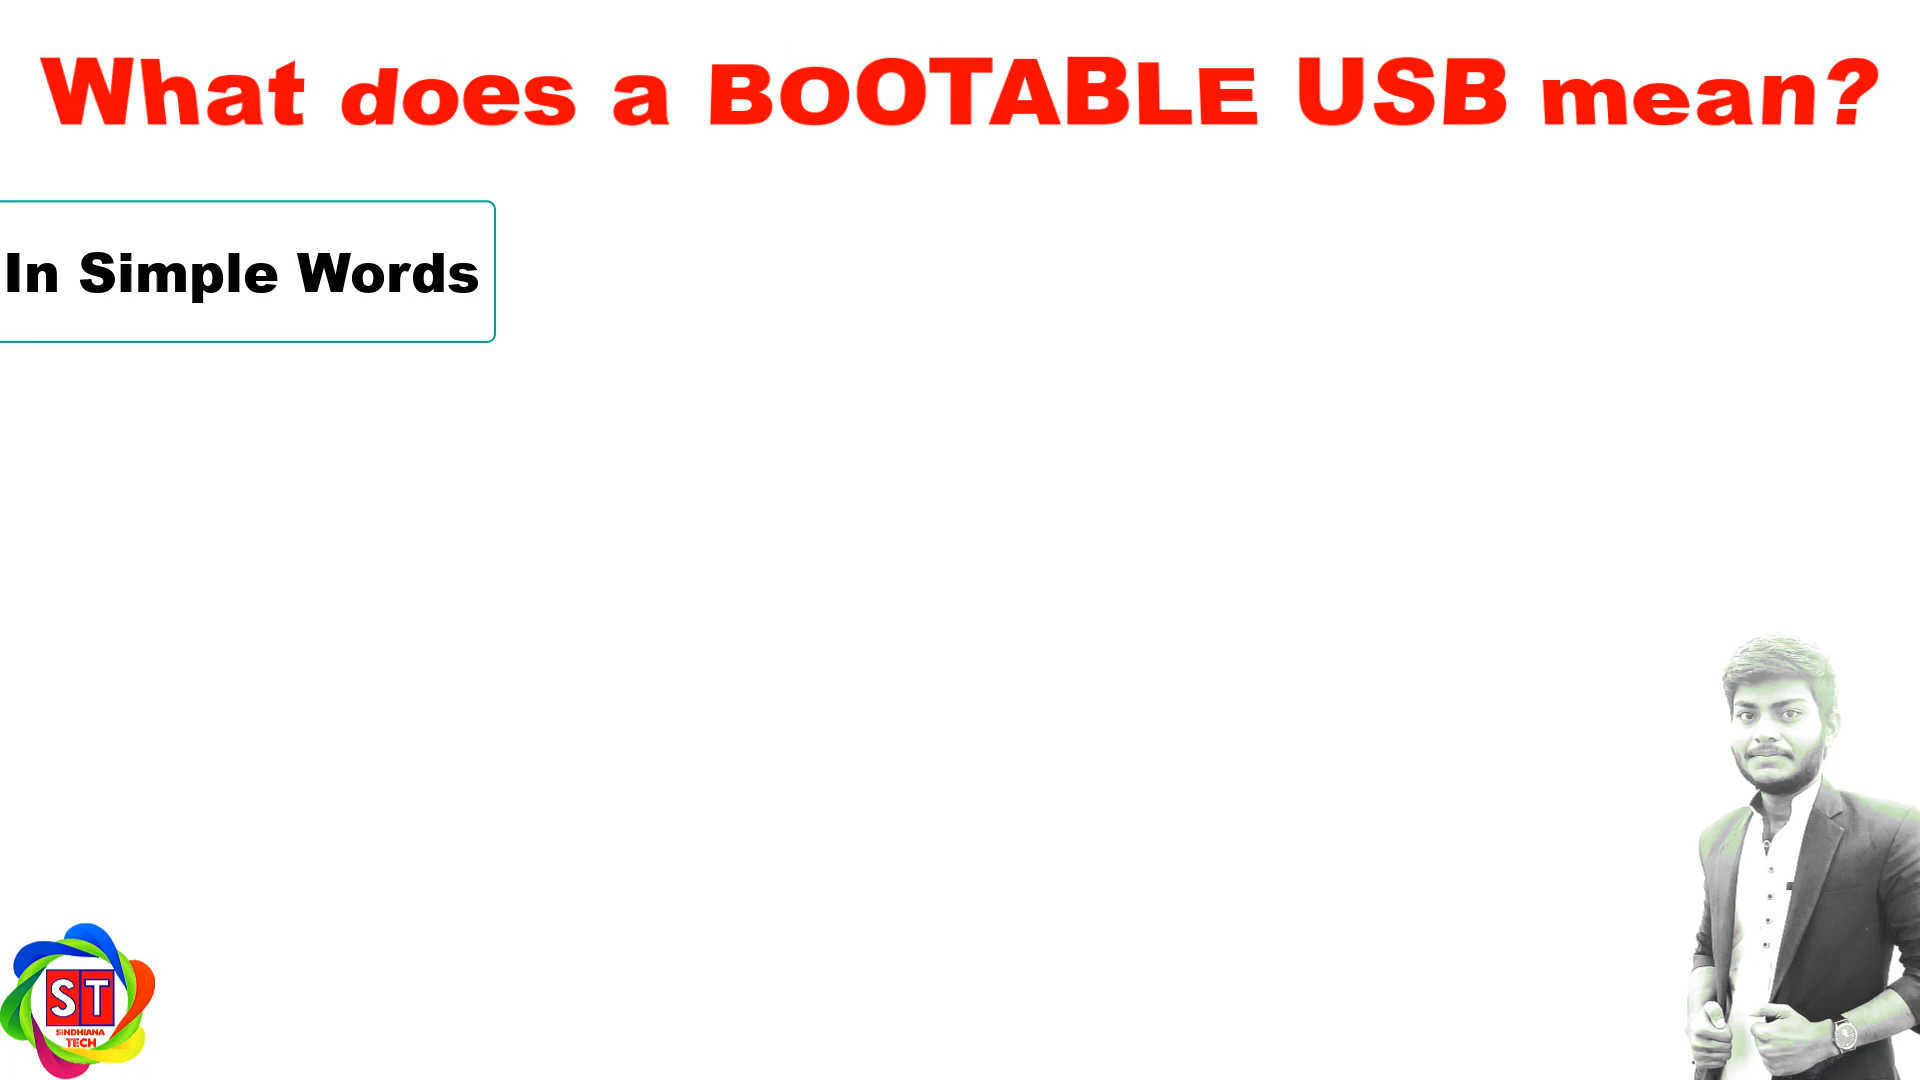 What does a BOOTABLE USB mean?
In Simple Words
ST
SINDHIANA
TECH